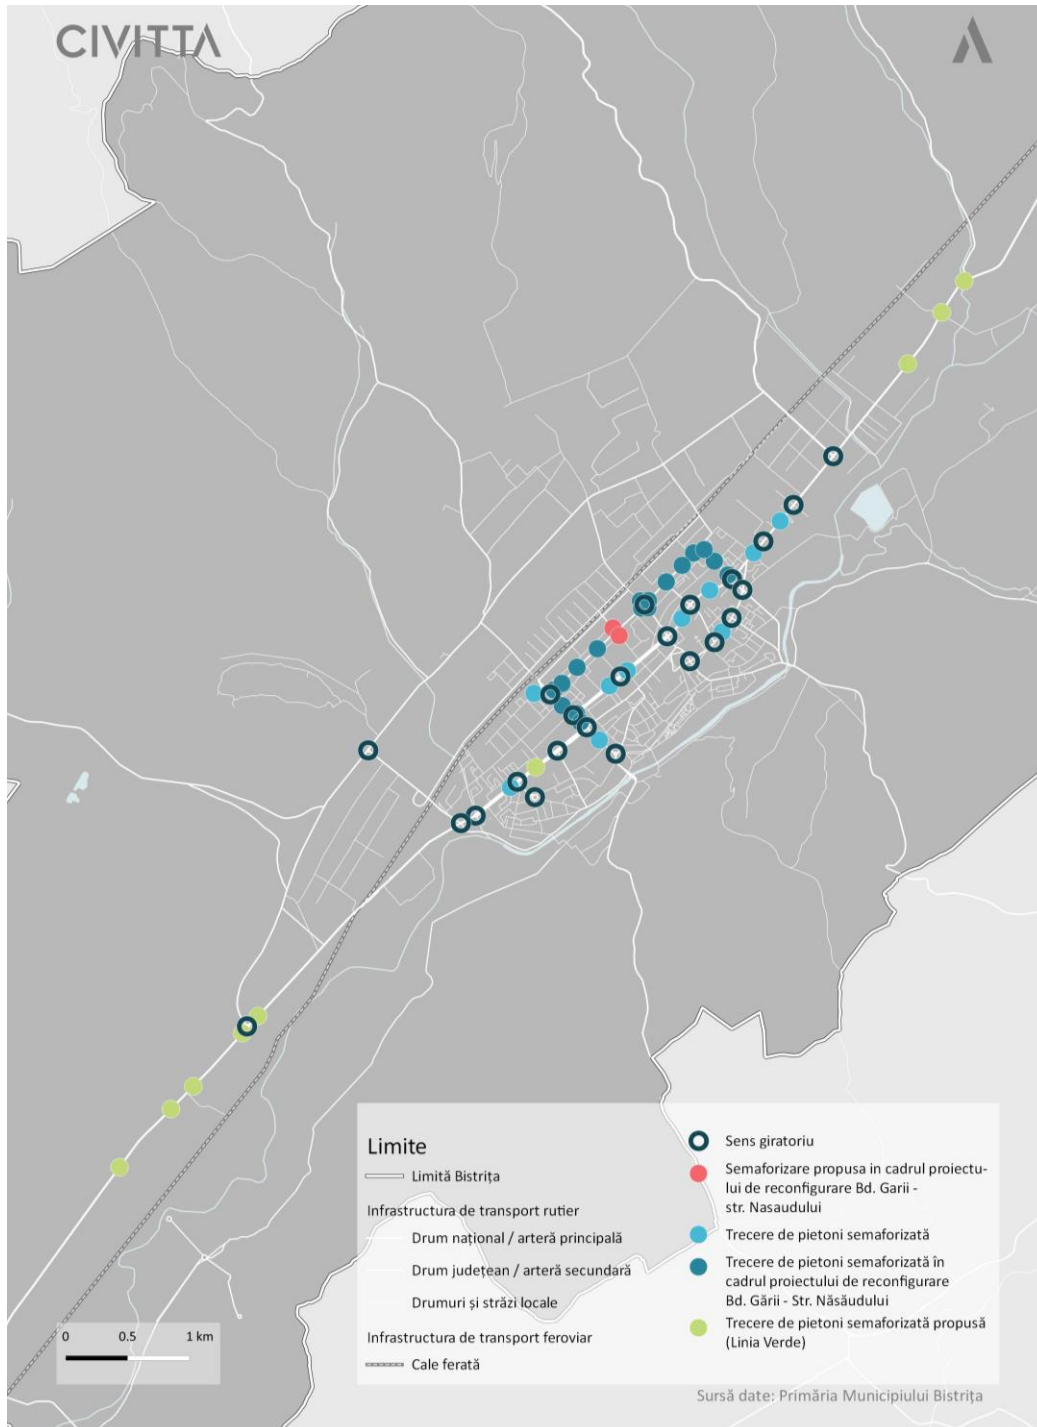 CIVITTA
Limite
Limită Bistrița
Infrastructura de transport rutier
Drum național / arteră principală
Drum județean / arteră secundară
Drumuri și străzi locale
Infrastructura de transport feroviar
Cale ferată
Sens giratoriu
Semaforizare propusa in cadrul proiectu-
lui de reconfigurare Bd. Garii -
str. Nasaudului
Trecere de pietoni semaforizată
Trecere de pietoni semaforizată în
cadrul proiectului de reconfigurare
Bd. Gării - Str. Năsăudului
Trecere de pietoni semaforizată propusă
(Linia Verde)
0 0.5 1 km
Sursă date: Primăria Municipiului Bistrița